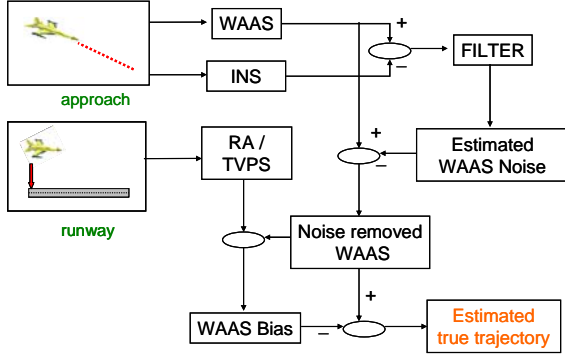 WAAS
+
FILTER
INS
−
approach
RA /
TVPS
+
Estimated
WAAS Noise
−
runway
Noise removed
WAAS
+
WAAS Bias
−
Estimated
true trajectory